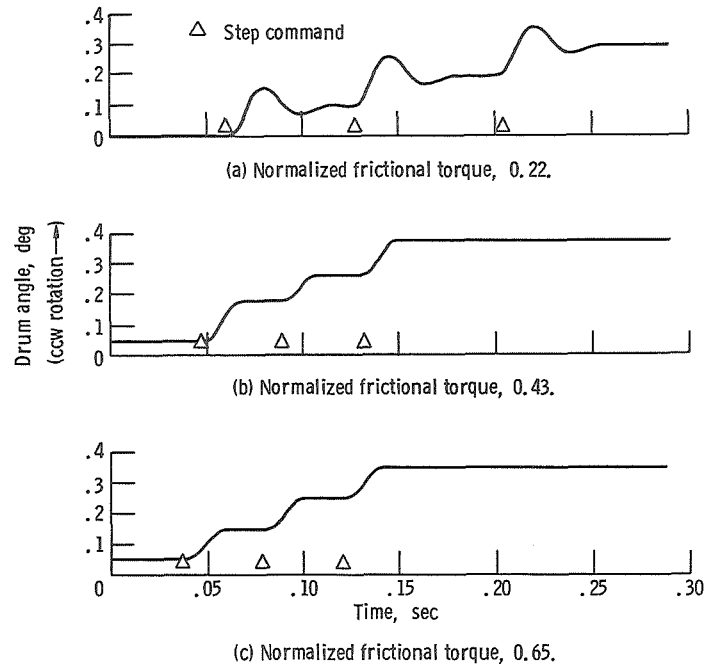 .4
△ Step command
.3
.2
.1
0
(a) Normalized frictional torque, 0.22.
Drum angle, deg
(ccw rotation→)
.4
.3
.2
.1
0
(b) Normalized frictional torque, 0.43.
.4
.3
.2
.1
0 .05 .10 .15 .20 .25 .30
Time, sec
(c) Normalized frictional torque, 0.65.